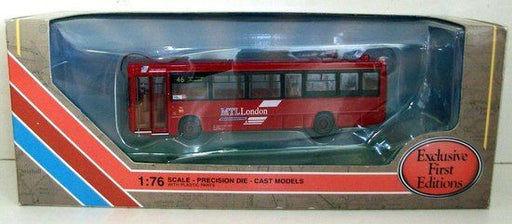 46
MTL London
1:76 SCALE - PRECISION DIE - CAST MODELS
WITH PLASTIC PARTS
Exclusive
First
Editions